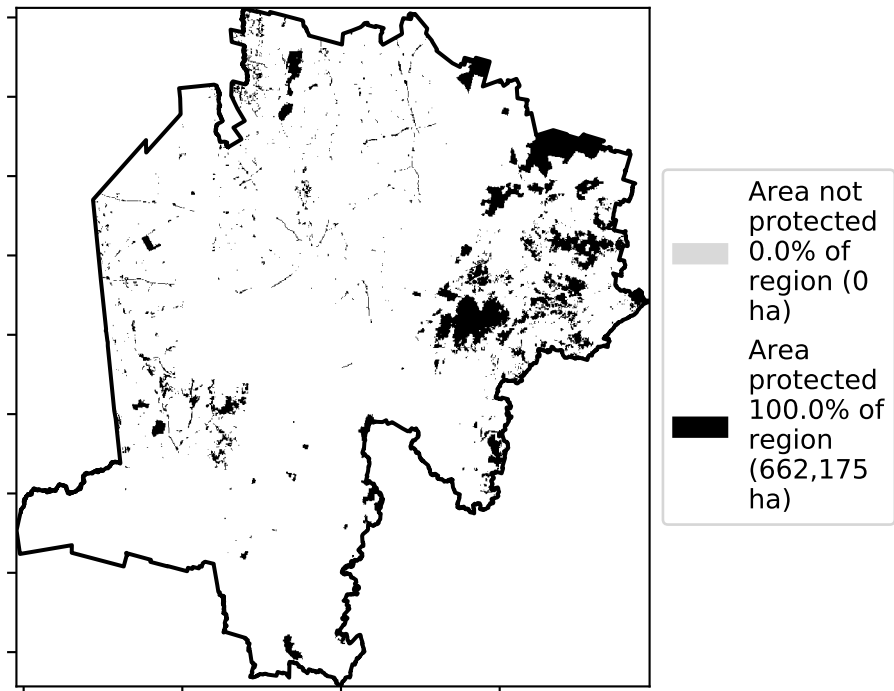 Area not
protected
0.0% of
region (0
ha)
Area
protected
100.0% of
region
(662,175
ha)